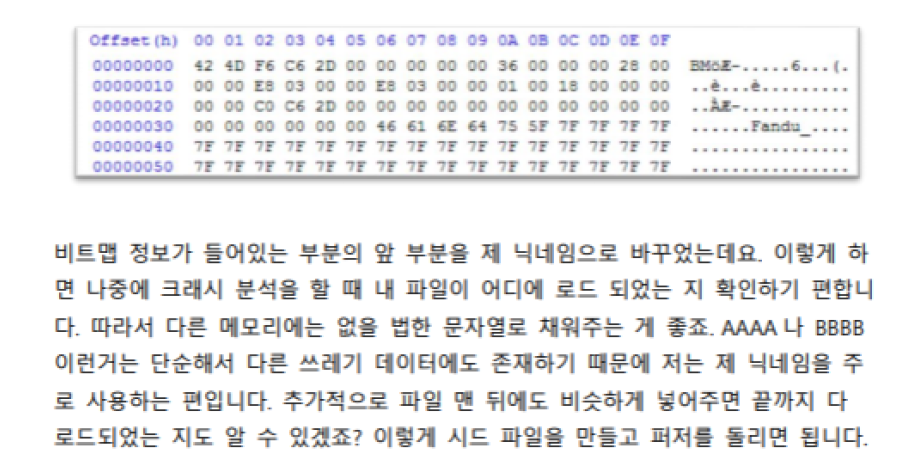 Offset(h) 00 01 02 03 04 05 06 07 08 09 0A 0B 0C 0D 0E 0F
00000000 42 4D F6 C6 2D 00 00 00 00 00 36 00 00 00 28 00 BMöÆ-.....6...(.
00000010 00 00 E8 03 00 00 E8 03 00 00 01 00 18 00 00 00 ..è...è.........
00000020 00 00 C0 C6 2D 00 00 00 00 00 00 00 00 00 00 00 ..ÀÆ-...........
00000030 00 00 00 00 00 00 46 61 6E 64 75 5F 7F 7F 7F 7F ......Fandu_....
00000040 7F 7F 7F 7F 7F 7F 7F 7F 7F 7F 7F 7F 7F 7F 7F 7F ................
00000050 7F 7F 7F 7F 7F 7F 7F 7F 7F 7F 7F 7F 7F 7F 7F 7F ................
비트맵 정보가 들어있는 부분의 앞 부분을 제 닉네임으로 바꾸었는데요. 이렇게 하
면 나중에 크래시 분석을 할 때 내 파일이 어디에 로드 되었는 지 확인하기 편합니
다. 따라서 다른 메모리에는 없을 법한 문자열로 채워주는 게 좋죠. AAAA 나 BBBB
이런거는 단순해서 다른 쓰레기 데이터에도 존재하기 때문에 저는 제 닉네임을 주
로 사용하는 편입니다. 추가적으로 파일 맨 뒤에도 비슷하게 넣어주면 끝까지 다
로드되었는 지도 알 수 있겠죠? 이렇게 시드 파일을 만들고 퍼저를 돌리면 됩니다.